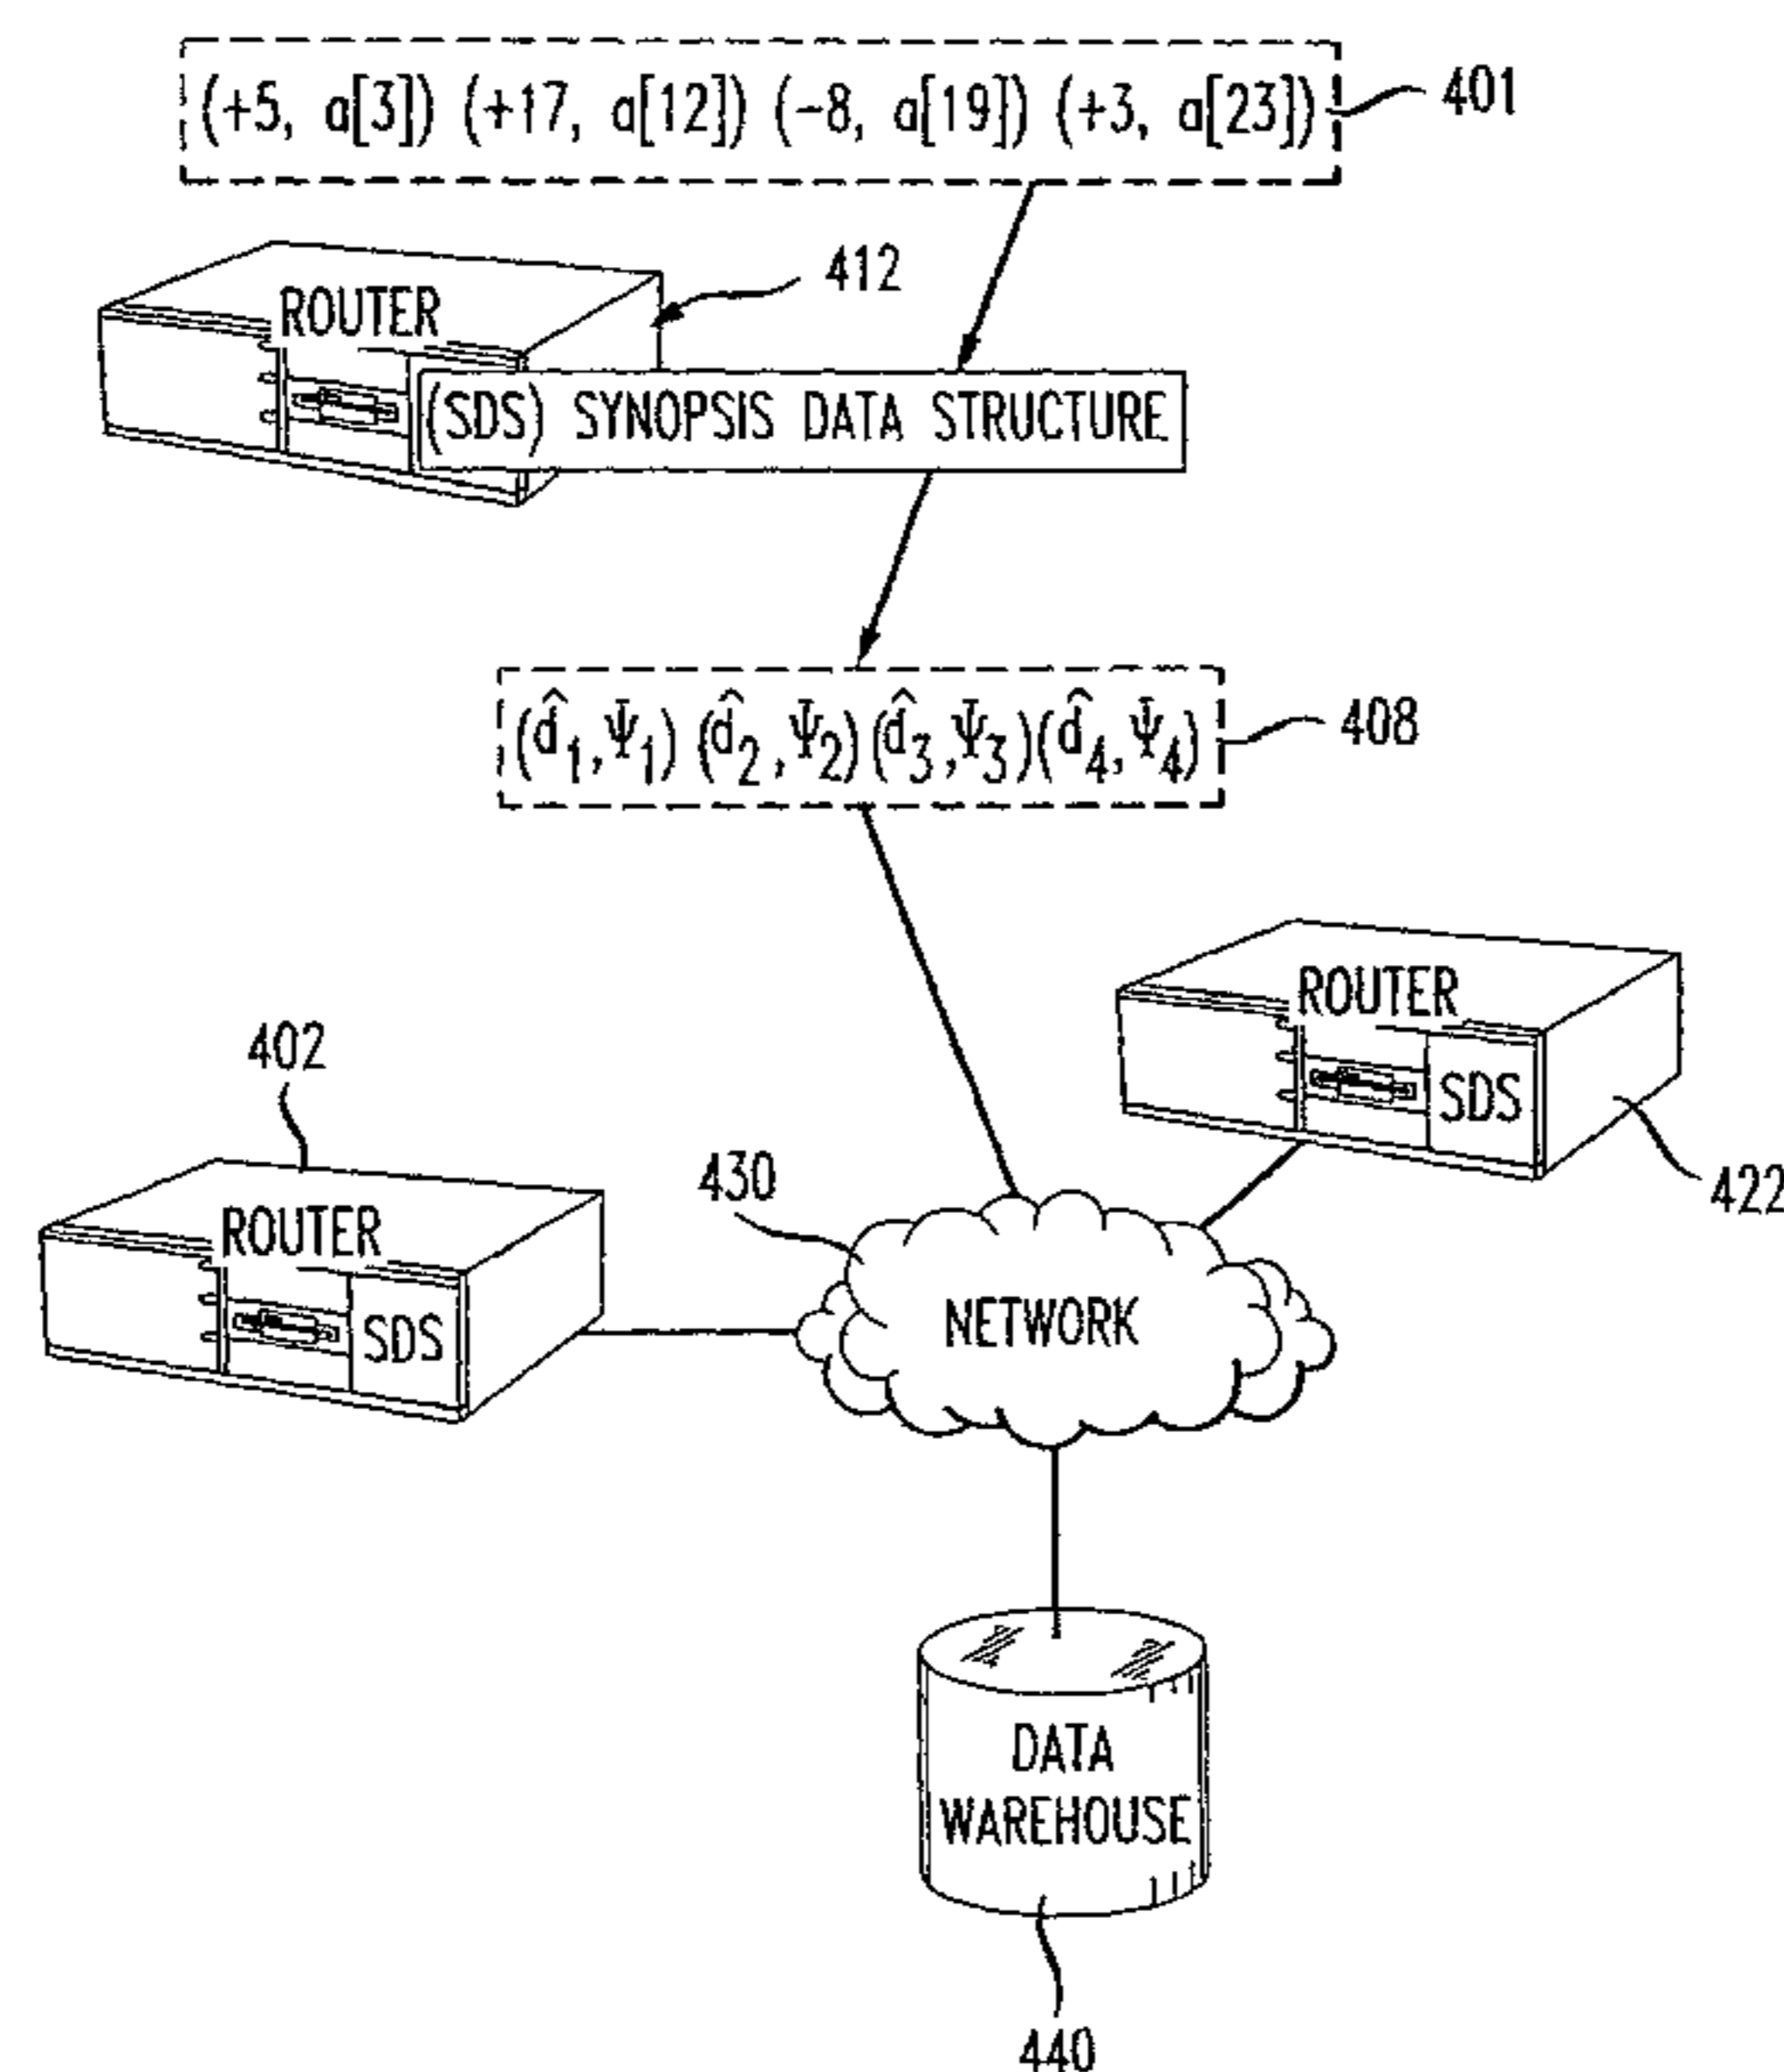 (+5, a[3]) (+17, a[12]) (-8, a[19]) (+3, a[23])
401
412
ROUTER
(SDS) SYNOPSIS DATA STRUCTURE
(d̂₁,Ψ₁) (d̂₂,Ψ₂)(d̂₃,Ψ₃)(d̂₄,Ψ₄)
408
ROUTER
SDS
422
402
ROUTER
SDS
430
NETWORK
DATA
WAREHOUSE
440